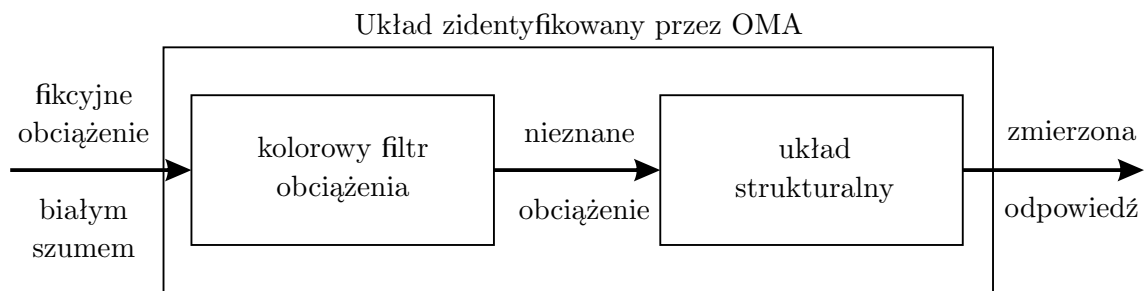 Układ zidentyfikowany przez OMA
fikcyjne
obciążenie
białym
szumem
kolorowy filtr
obciążenia
nieznane
obciążenie
układ
strukturalny
zmierzona
odpowiedź